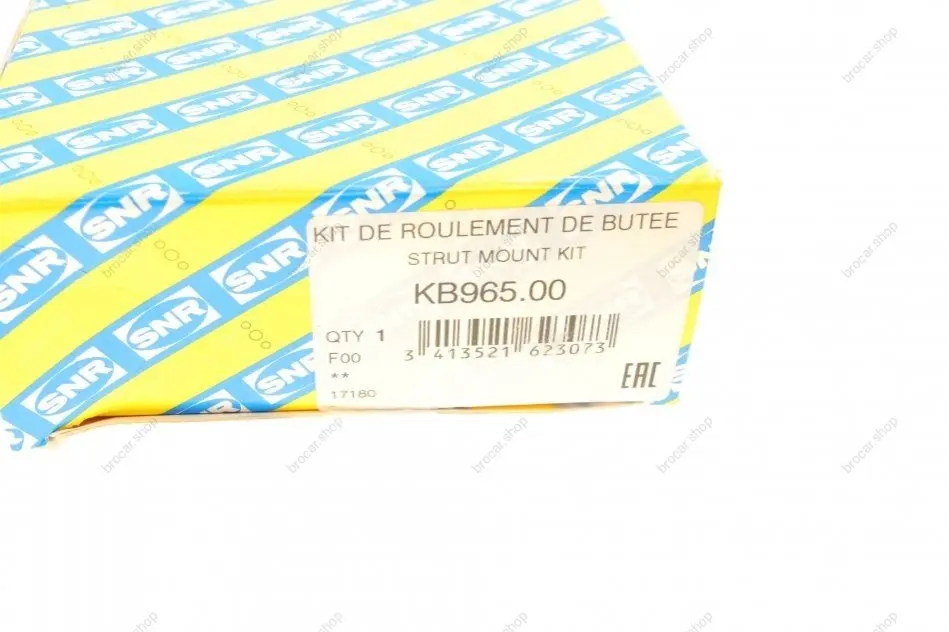 SNR
KIT DE ROULEMENT DE BUTEE
STRUT MOUNT KIT
KB965.00
QTY 1
F00
**
17180
3 413521 623073
EAC
brocar.shop